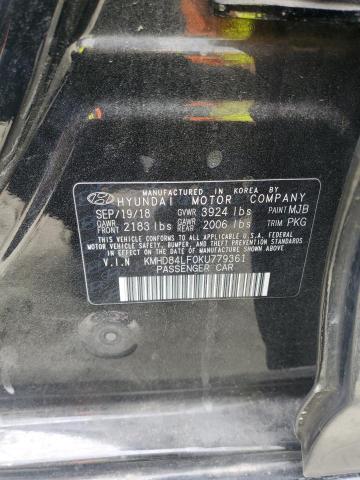 MANUFACTURED IN KOREA BY
HYUNDAI MOTOR COMPANY
SEP/19/18 GVWR 3924 lbs PAINT MJB
GAWR FRONT 2183 lbs GAWR REAR 2006 lbs TRIM PKG
THIS VEHICLE CONFORMS TO ALL APPLICABLE U.S.A. FEDERAL
MOTOR VEHICLE SAFETY, BUMPER, AND THEFT PREVENTION STANDARDS
IN EFFECT ON THE DATE OF MANUFACTURE SHOWN ABOVE.
V.I.N KMHD84LF0KU779361
PASSENGER CAR